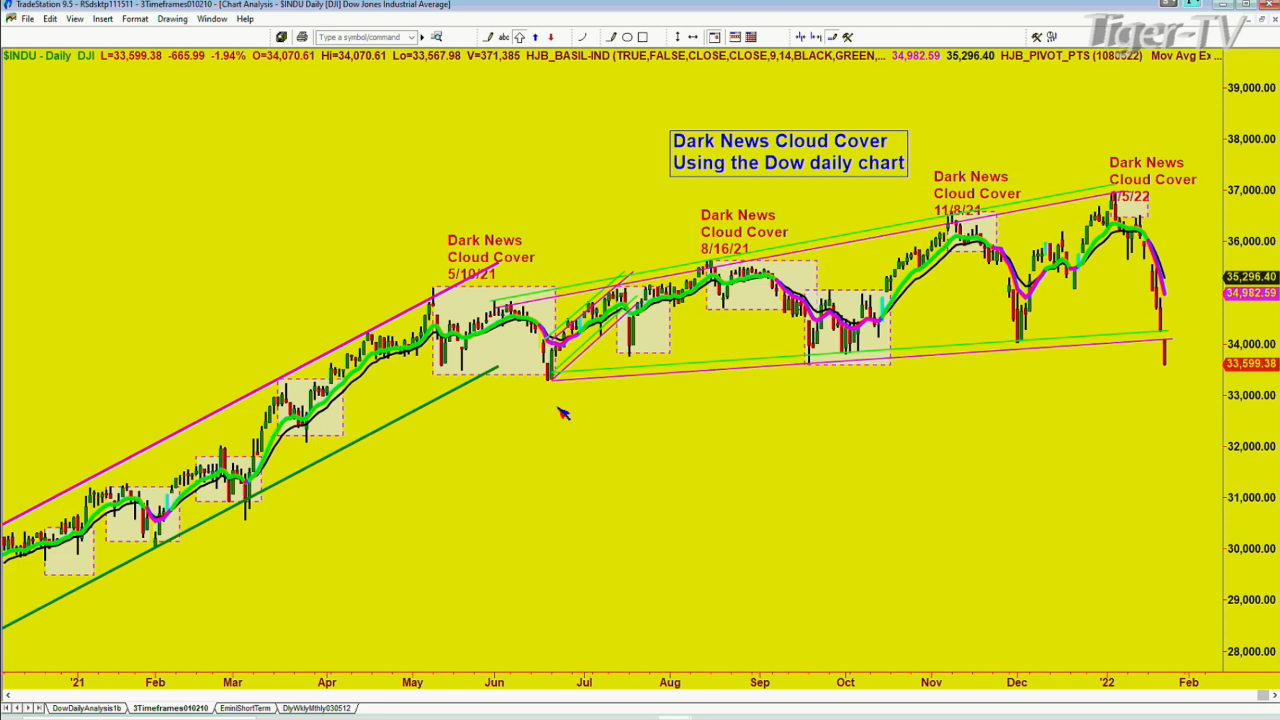 TradeStation 9.5 - RSdsktp111511 - 3Timeframes010210 - [Chart Analysis - $INDU Daily [DJI] Dow Jones Industrial Average]
File Edit View Insert Format Drawing Window Help
Tiger-TV
Type a symbol/command
abc
$INDU - Daily DJI L=33,599.38 -665.99 -1.94% O=34,070.61 Hi=34,070.61 Lo=33,567.98 V=371,385 HJB_BASIL-IND (TRUE,FALSE,CLOSE,CLOSE,9,14,BLACK,GREEN,... 34,982.59 35,296.40 HJB_PIVOT_PTS (1080522) Mov Avg Ex ...
39,000.00
38,000.00
Dark News Cloud Cover
Using the Dow daily chart
Dark News
Cloud Cover
1/5/22
37,000.00
Dark News
Cloud Cover
11/8/21
Dark News
Cloud Cover
8/16/21
36,000.00
Dark News
Cloud Cover
5/10/21
35,296.40
34,982.59
34,000.00
33,599.38
33,000.00
32,000.00
31,000.00
30,000.00
29,000.00
28,000.00
'21 Feb Mar Apr May Jun Jul Aug Sep Oct Nov Dec '22 Feb
DowDailyAnalysis1b 3Timeframes010210 EminiShortTerm DlyWklyMthly030512